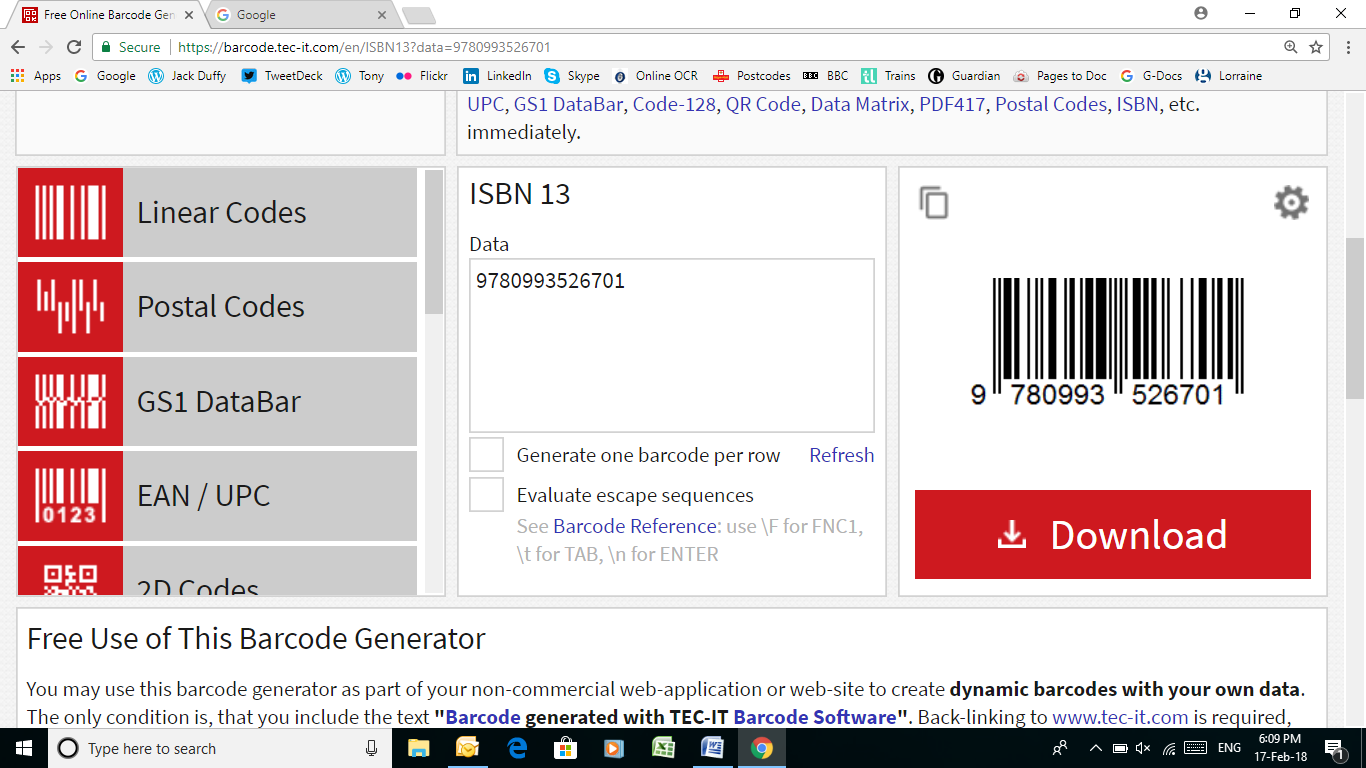 Free Online Barcode Gen
Google
Secure
https://barcode.tec-it.com/en/ISBN13?data=9780993526701
Apps Google Jack Duffy TweetDeck Tony Flickr LinkedIn Skype Online OCR Postcodes BBC Trains Guardian Pages to Doc G-Docs Lorraine
UPC, GS1 DataBar, Code-128, QR Code, Data Matrix, PDF417, Postal Codes, ISBN, etc.
immediately.
Linear Codes
Postal Codes
GS1 DataBar
0123
EAN / UPC
2D Codes
ISBN 13
Data
9780993526701
Generate one barcode per row Refresh
Evaluate escape sequences
See Barcode Reference: use \F for FNC1,
\t for TAB, \n for ENTER
9 780993 526701
Download
Free Use of This Barcode Generator
You may use this barcode generator as part of your non-commercial web-application or web-site to create dynamic barcodes with your own data.
The only condition is, that you include the text "Barcode generated with TEC-IT Barcode Software". Back-linking to www.tec-it.com is required,
Type here to search
ENG
6:09 PM
17-Feb-18
1